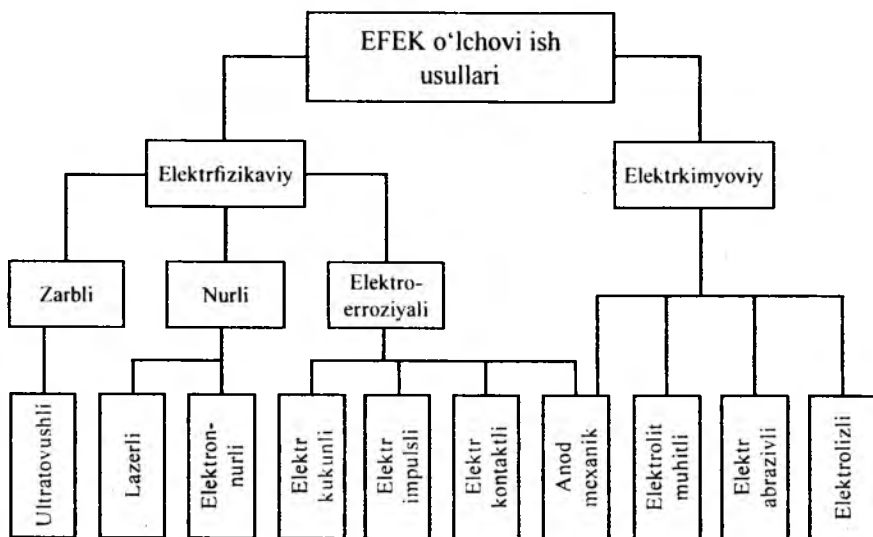 EFEK o‘lchovi ish
usullari
Elektrfizikaviy
Elektrkimyoviy
Zarbli
Nurli
Elektro-
erroziyali
Ultratovushli
Lazerli
Elektron-
nurli
Elektr
kukunli
Elektr
impulsli
Elektr
kontaktli
Anod
mexanik
Elektrolit
muhitli
Elektr
abrazivli
Elektrolizli